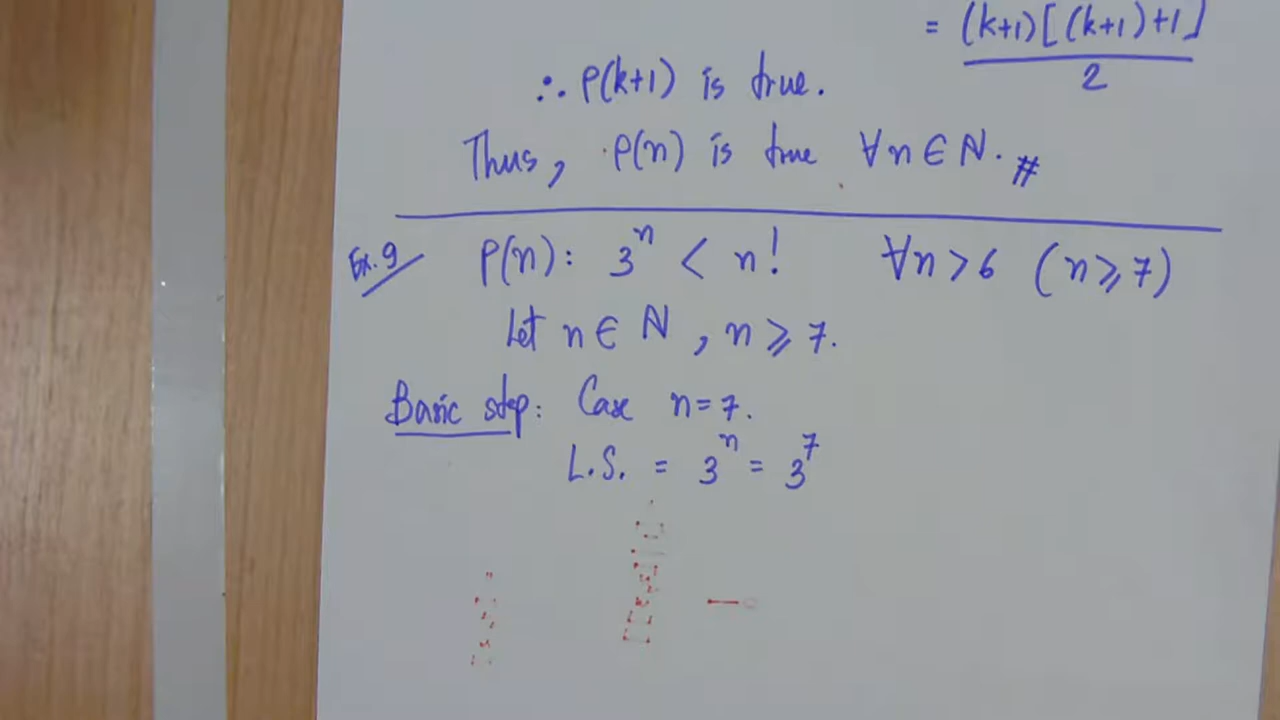 = (k+1)[(k+1)+1]
2
∴ P(k+1) is true.
Thus, P(n) is true ∀n ∈ ℕ. #
Ex. 9 P(n): 3^n < n! ∀n > 6 (n ⩾ 7)
Let n ∈ ℕ, n ⩾ 7.
Basic step: Case n = 7.
L.S. = 3^n = 3^7